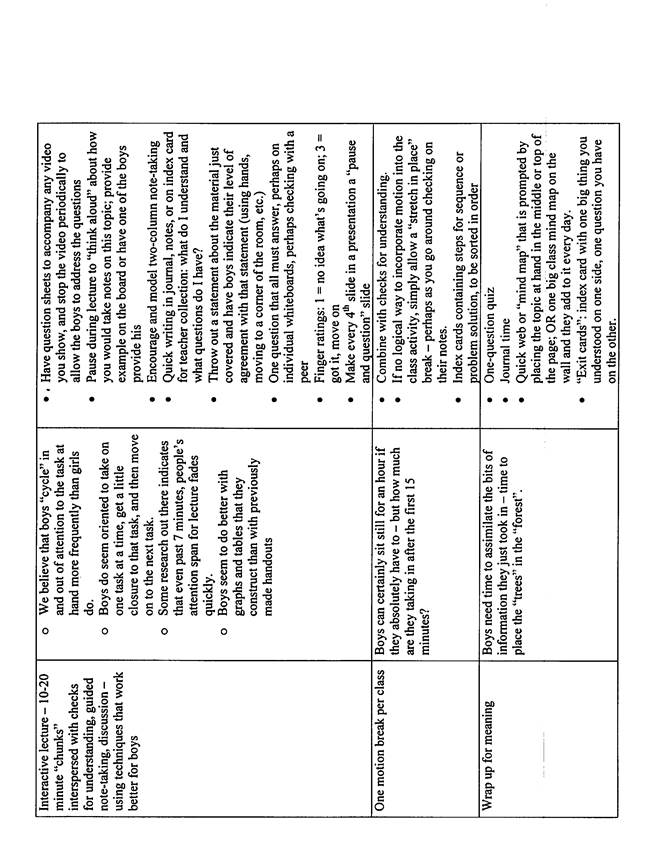 Interactive lecture – 10-20
minute “chunks”
interspersed with checks
for understanding, guided
note-taking, discussion –
using techniques that work
better for boys
o We believe that boys “cycle” in
and out of attention to the task at
hand more frequently than girls
do.
o Boys do seem oriented to take on
one task at a time, get a little
closure to that task, and then move
on to the next task.
o Some research out there indicates
that even past 7 minutes, people’s
attention span for lecture fades
quickly.
o Boys seem to do better with
graphs and tables that they
construct than with previously
made handouts
• Have question sheets to accompany any video
you show, and stop the video periodically to
allow the boys to address the questions
• Pause during lecture to “think aloud” about how
you would take notes on this topic; provide
example on the board or have one of the boys
provide his
• Encourage and model two-column note-taking
• Quick writing in journal, notes, or on index card
for teacher collection: what do I understand and
what questions do I have?
• Throw out a statement about the material just
covered and have boys indicate their level of
agreement with that statement (using hands,
moving to a corner of the room, etc.)
• One question that all must answer, perhaps on
individual whiteboards, perhaps checking with a
peer
• Finger ratings: 1 = no idea what’s going on; 3 =
got it, move on
• Make every 4th slide in a presentation a “pause
and question” slide
One motion break per class
Boys can certainly sit still for an hour if
they absolutely have to – but how much
are they taking in after the first 15
minutes?
• Combine with checks for understanding.
• If no logical way to incorporate motion into the
class activity, simply allow a “stretch in place”
break – perhaps as you go around checking on
their notes.
• Index cards containing steps for sequence or
problem solution, to be sorted in order
Wrap up for meaning
Boys need time to assimilate the bits of
information they just took in – time to
place the “trees” in the “forest”.
• One-question quiz
• Journal time
• Quick web or “mind map” that is prompted by
placing the topic at hand in the middle or top of
the page; OR one big class mind map on the
wall and they add to it every day.
• “Exit cards”: index card with one big thing you
understood on one side, one question you have
on the other.